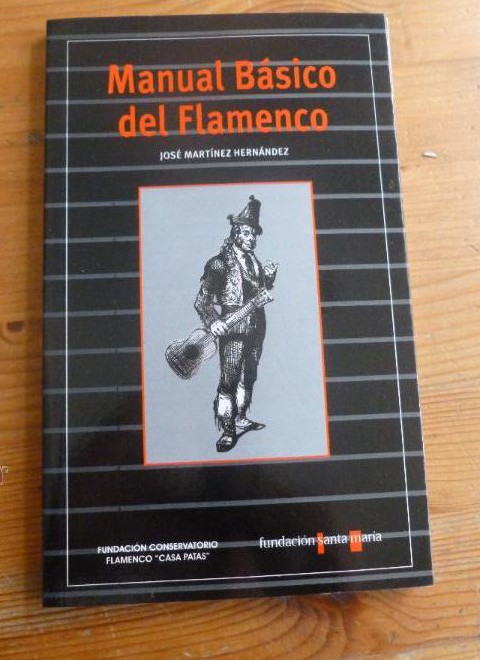 Manual Básico
del Flamenco
JOSÉ MARTÍNEZ HERNÁNDEZ
FUNDACIÓN CONSERVATORIO
FLAMENCO "CASA PATAS"
fundación santa maría